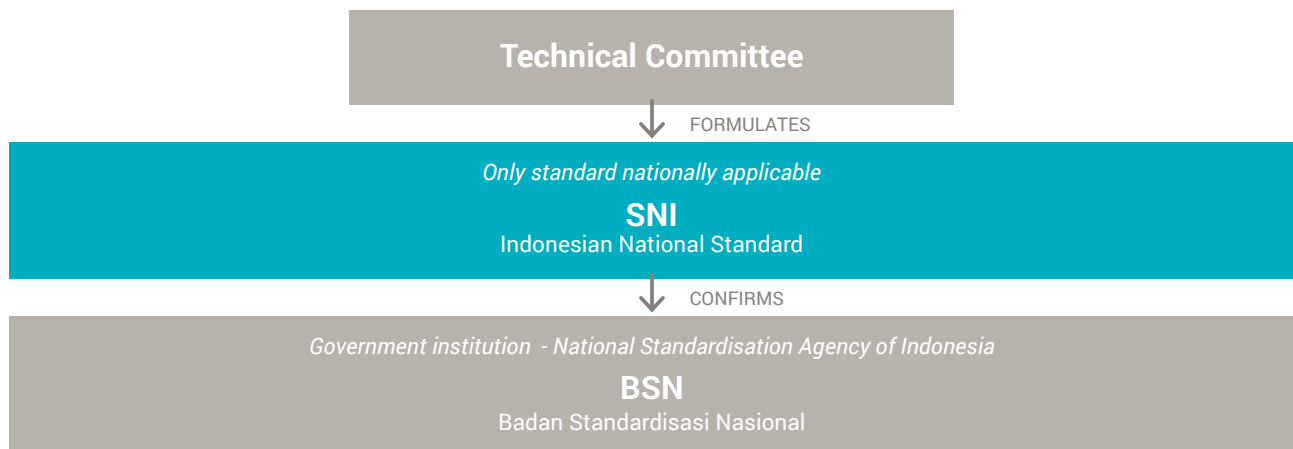 Technical Committee
FORMULATES
Only standard nationally applicable
SNI
Indonesian National Standard
CONFIRMS
Government institution - National Standardisation Agency of Indonesia
BSN
Badan Standardisasi Nasional